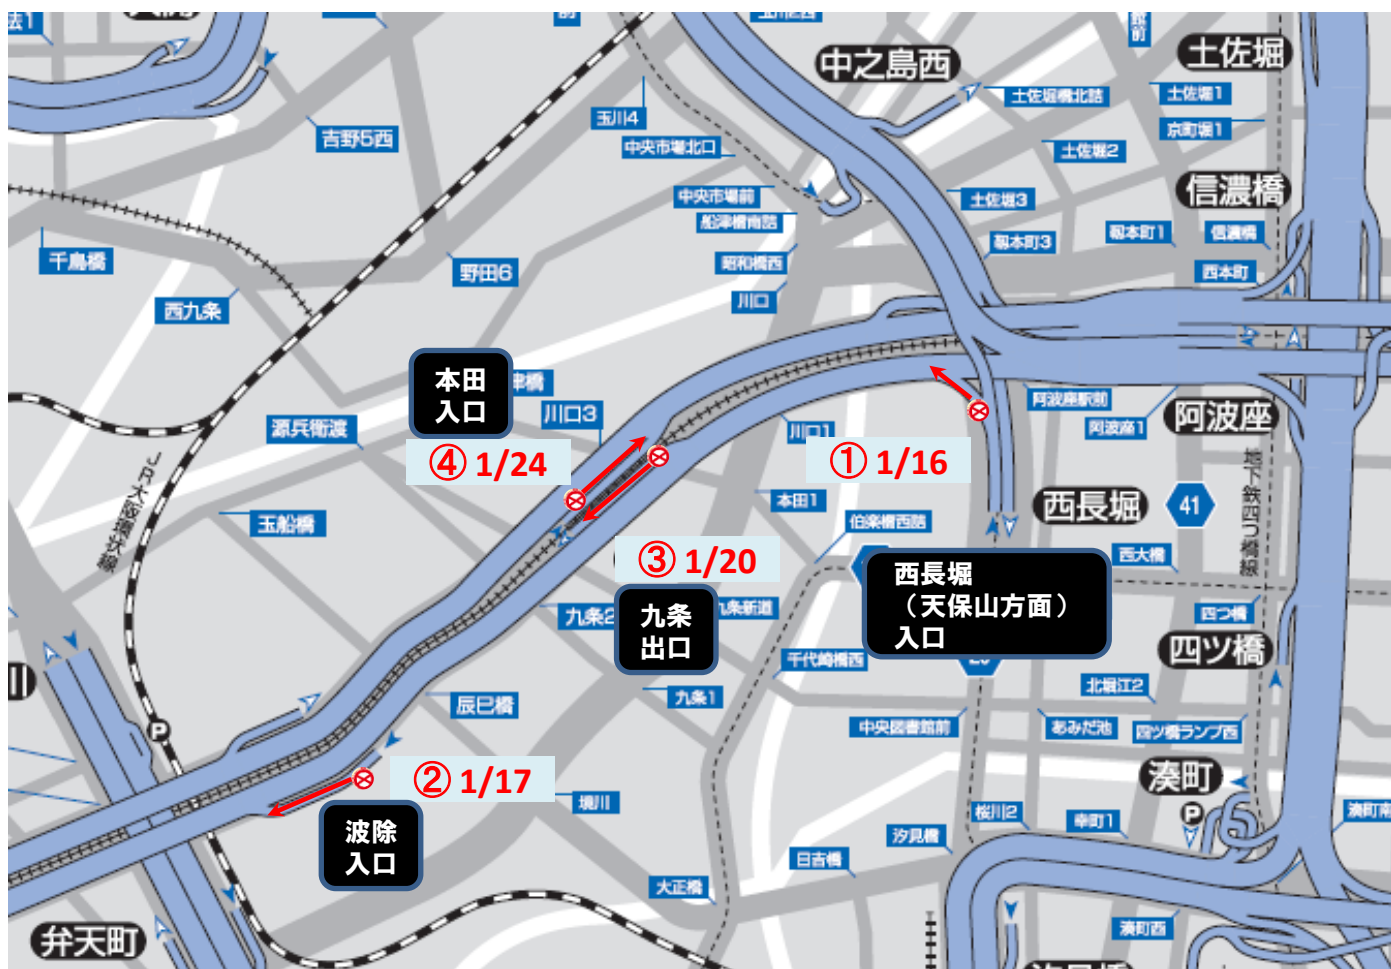 中之島西
土佐堀
玉川4
中央市場北口
土佐堀橋北詰
土佐堀1
京町堀1
土佐堀2
吉野5西
信濃橋
中央市場前
船津橋南詰
土佐堀3
靱本町3
靱本町1
信濃橋
千鳥橋
野田6
昭和橋西
西本町
西九条
川口
本田
入口
津橋
川口3
源兵衛渡
川口1
阿波座駅前
阿波座1
阿波座
④ 1/24
① 1/16
JR大阪環状線
地下鉄四つ橋線
玉船橋
本田1
伯楽橋西詰
西長堀
41
西大橋
③ 1/20
西長堀
(天保山方面)
入口
九条2
九条
出口
九条新道
四つ橋
四ツ橋
千代崎橋西
九条1
北堀江2
川
辰巳橋
中央図書館前
あみだ池
四ツ橋ランプ西
P
② 1/17
湊町
P
境川
桜川2
幸町1
湊町南
波除
入口
汐見橋
日吉橋
大正橋
弁天町
湊町西